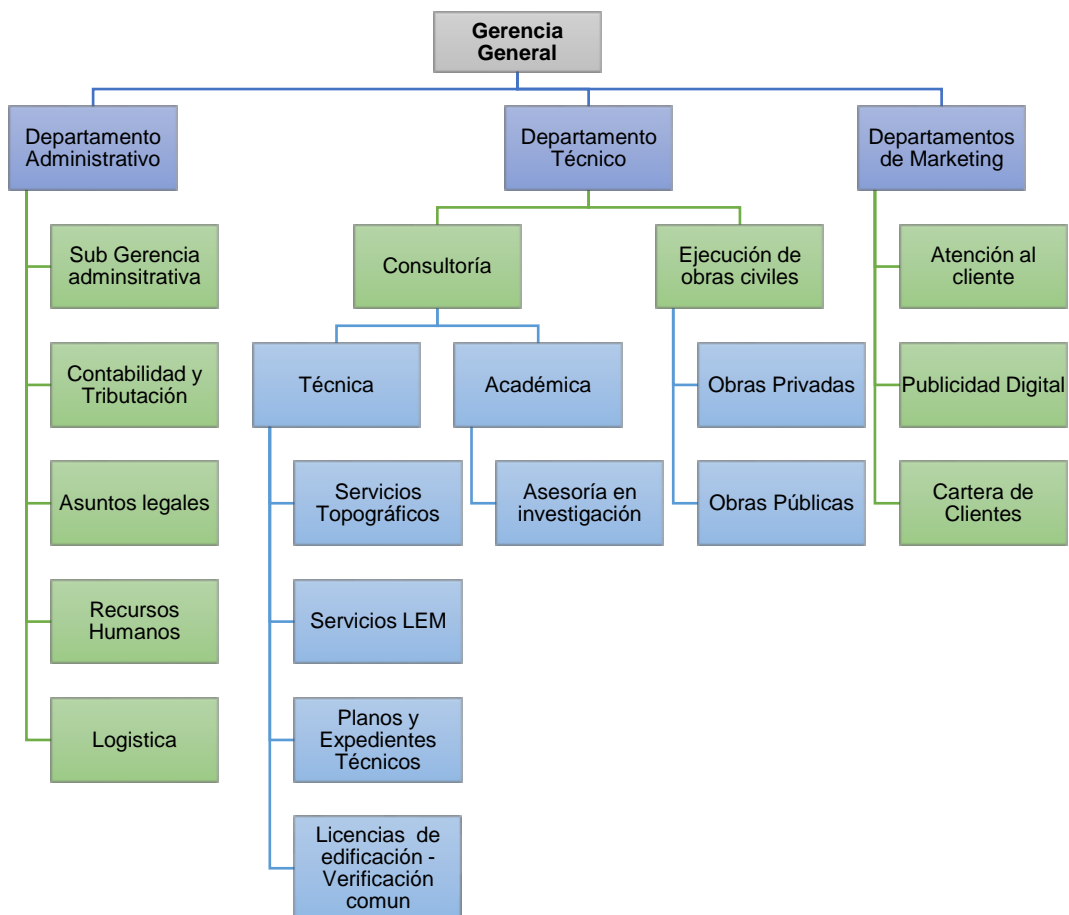 Gerencia
General
Departamento
Administrativo
Departamento
Técnico
Departamentos
de Marketing
Sub Gerencia
adminsitrativa
Consultoría
Ejecución de
obras civiles
Atención al
cliente
Contabilidad y
Tributación
Técnica
Académica
Obras Privadas
Publicidad Digital
Asuntos legales
Servicios
Topográficos
Asesoría en
investigación
Obras Públicas
Cartera de
Clientes
Recursos
Humanos
Servicios LEM
Logistica
Planos y
Expedientes
Técnicos
Licencias de
edificación -
Verificación
comun